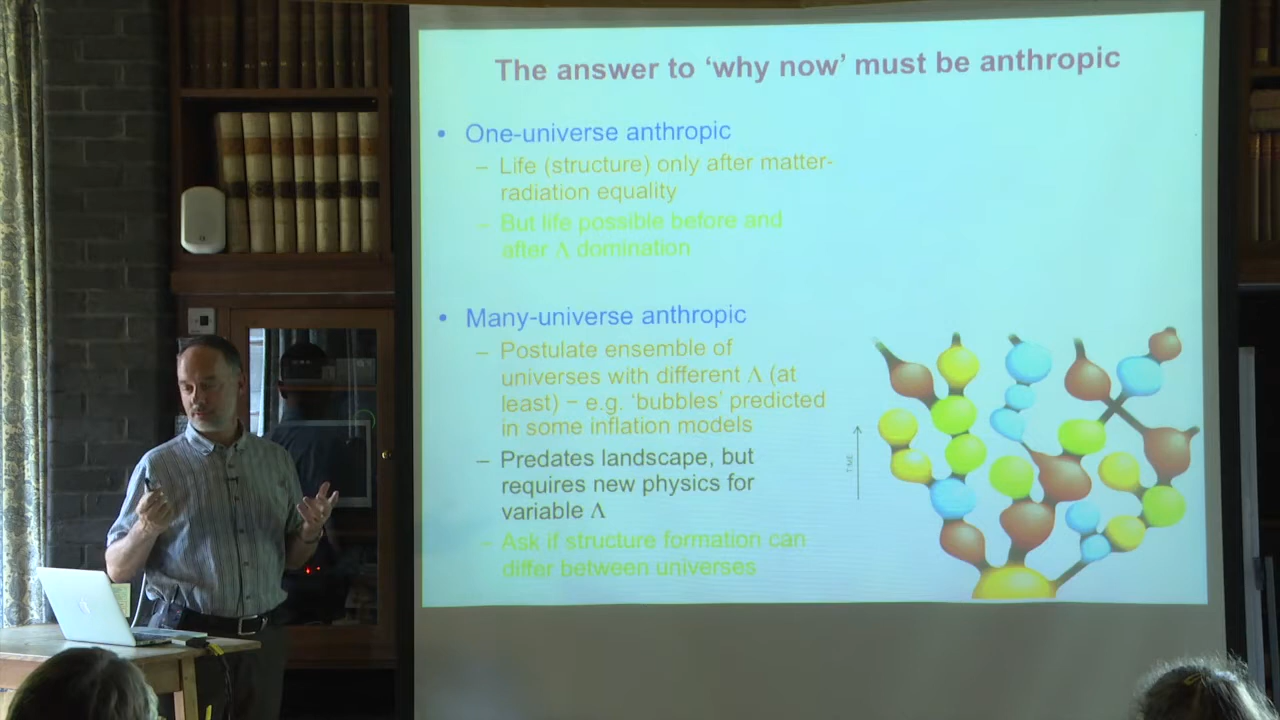 The answer to ‘why now’ must be anthropic
• One-universe anthropic
– Life (structure) only after matter-
radiation equality
– But life possible before and
after Λ domination
• Many-universe anthropic
– Postulate ensemble of
universes with different Λ (at
least) – e.g. ‘bubbles’ predicted
in some inflation models
– Predates landscape, but
requires new physics for
variable Λ
– Ask if structure formation can
differ between universes
TIME